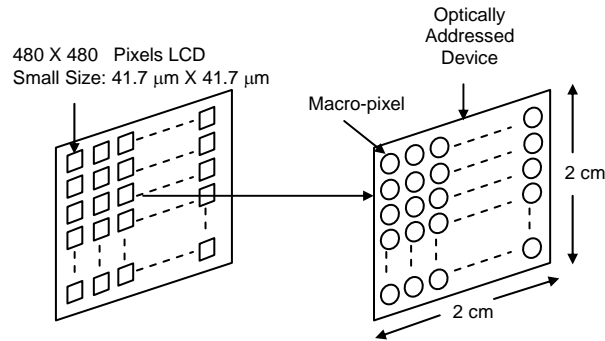 480 X 480 Pixels LCD
Small Size: 41.7 μm X 41.7 μm
Optically
Addressed
Device
Macro-pixel
2 cm
2 cm